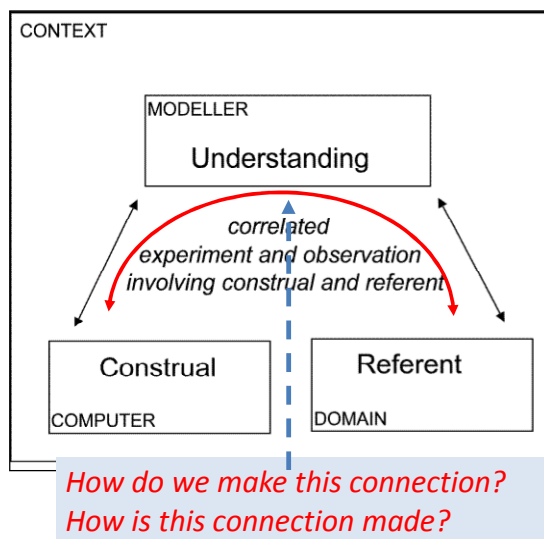 CONTEXT
MODELLER
Understanding
correlated
experiment and observation
involving construal and referent
Construal
COMPUTER
Referent
DOMAIN
How do we make this connection?
How is this connection made?